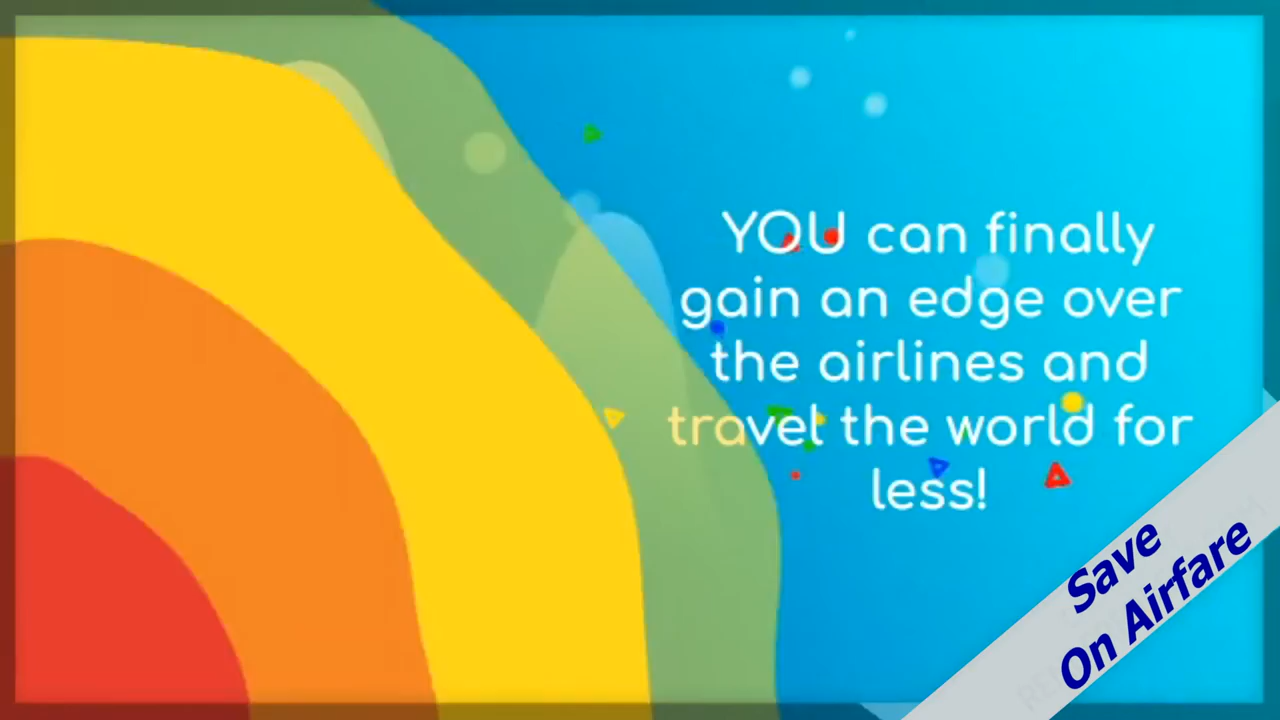 YOU can finally
gain an edge over
the airlines and
travel the world for
less!
Save
On Airfare